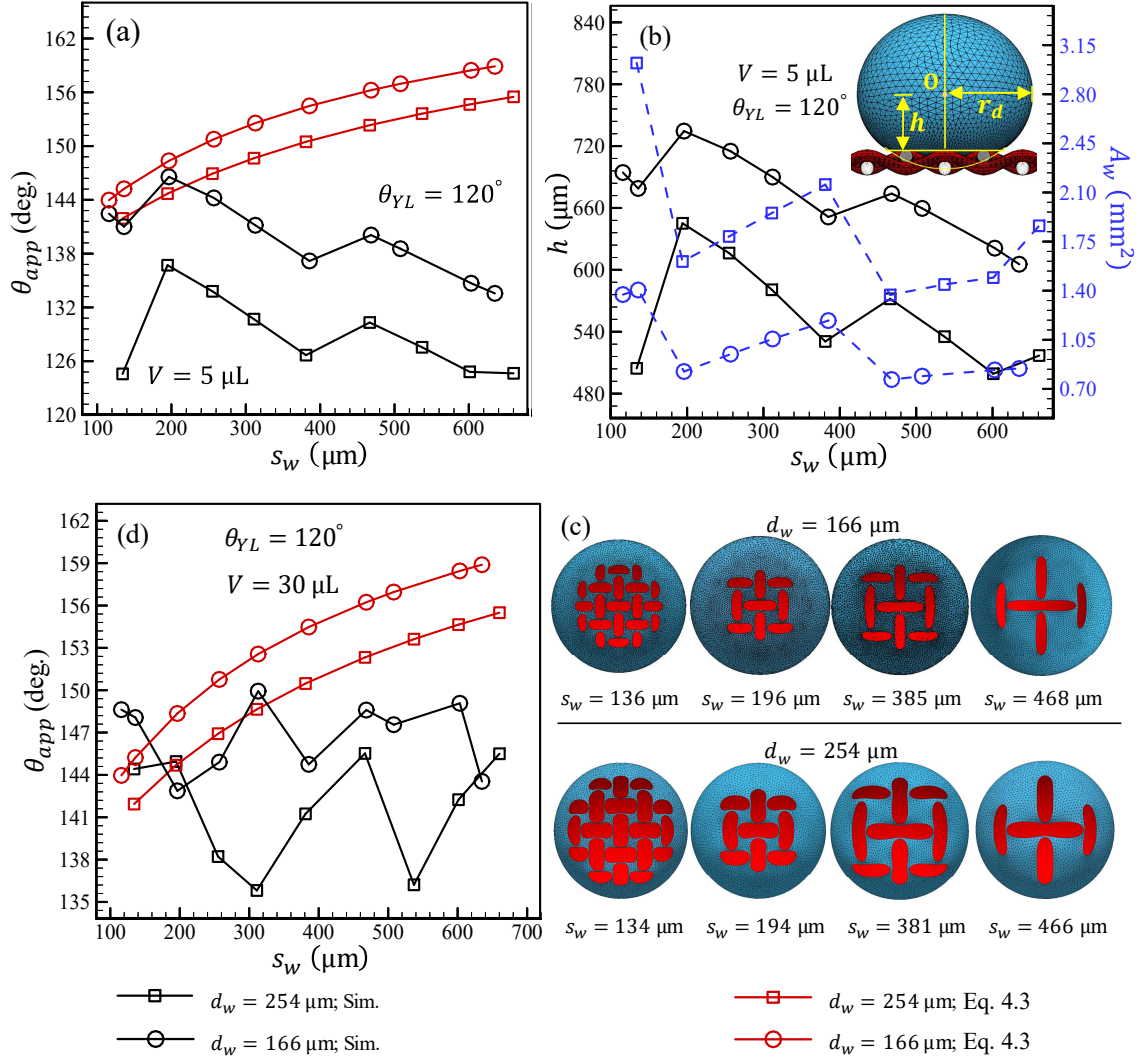 (a)
162
156
150
144
138
132
126
120
θ_app (deg.)
θ_YL = 120°
V = 5 μL
100 200 300 400 500 600
s_w (μm)
(b)
840
780
720
660
600
540
480
h (μm)
V = 5 μL
θ_YL = 120°
O
h
r_d
3.15
2.80
2.45
2.10
1.75
1.40
1.05
0.70
A_w (mm²)
100 200 300 400 500 600
s_w (μm)
(d)
162
159
156
153
150
147
144
141
138
135
θ_app (deg.)
θ_YL = 120°
V = 30 μL
100 200 300 400 500 600 700
s_w (μm)
(c)
d_w = 166 μm
s_w = 136 μm s_w = 196 μm s_w = 385 μm s_w = 468 μm
d_w = 254 μm
s_w = 134 μm s_w = 194 μm s_w = 381 μm s_w = 466 μm
d_w = 254 μm; Sim.
d_w = 166 μm; Sim.
d_w = 254 μm; Eq. 4.3
d_w = 166 μm; Eq. 4.3